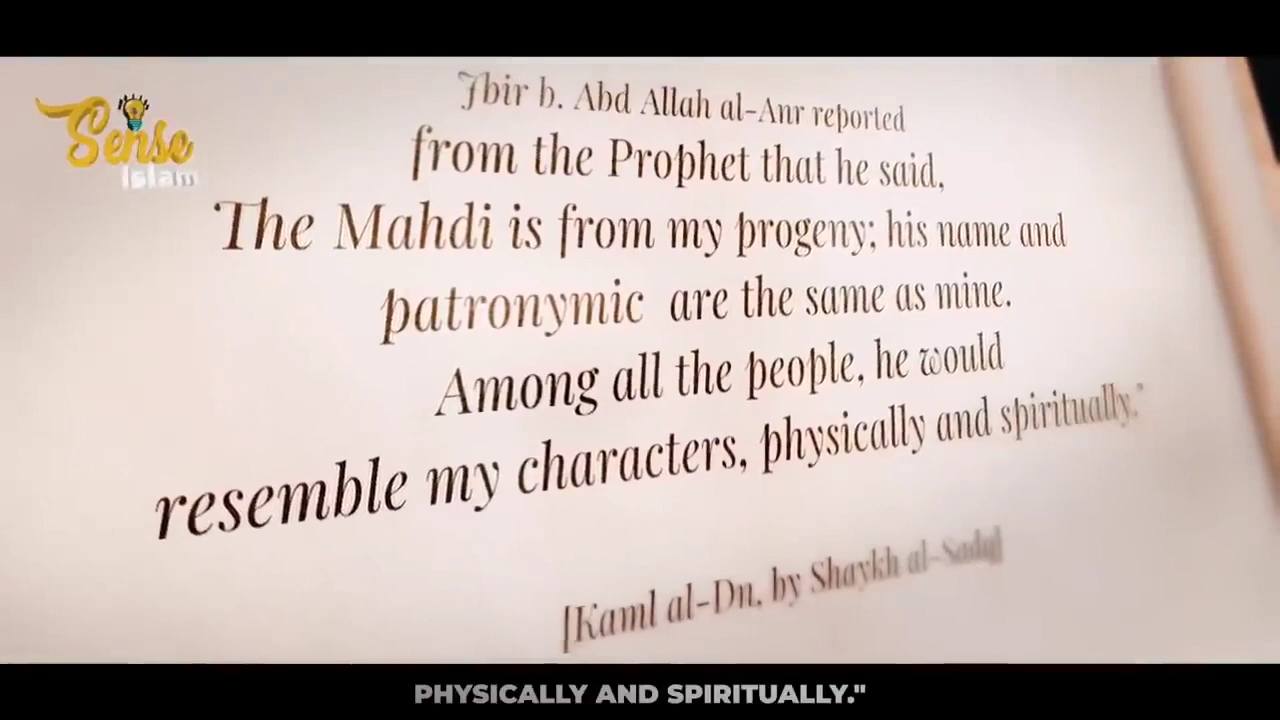 Sense
Islam
Jbir b. Abd Allah al-Anr reported
from the Prophet that he said,
'The Mahdi is from my progeny; his name and
patronymic are the same as mine.
Among all the people, he would
resemble my characters, physically and spiritually."
[Kaml al-Dn, by Shaykh al-Sadq]
PHYSICALLY AND SPIRITUALLY."